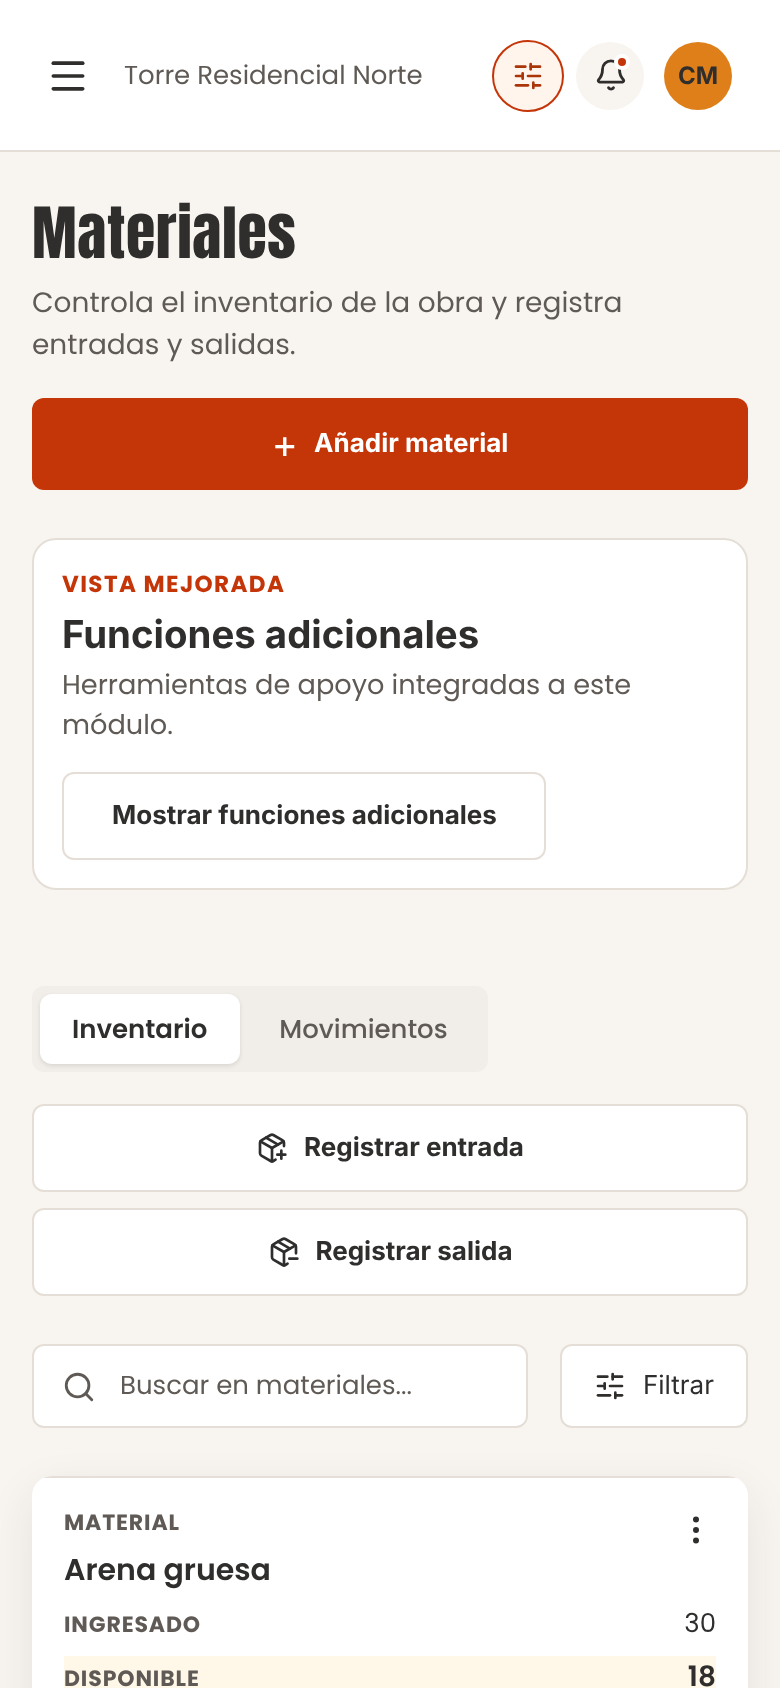 Torre Residencial Norte
CM
Materiales
Controla el inventario de la obra y registra
entradas y salidas.
+ Añadir material
VISTA MEJORADA
Funciones adicionales
Herramientas de apoyo integradas a este
módulo.
Mostrar funciones adicionales
Inventario Movimientos
Registrar entrada
Registrar salida
Buscar en materiales... Filtrar
MATERIAL
Arena gruesa
INGRESADO 30
DISPONIBLE 18